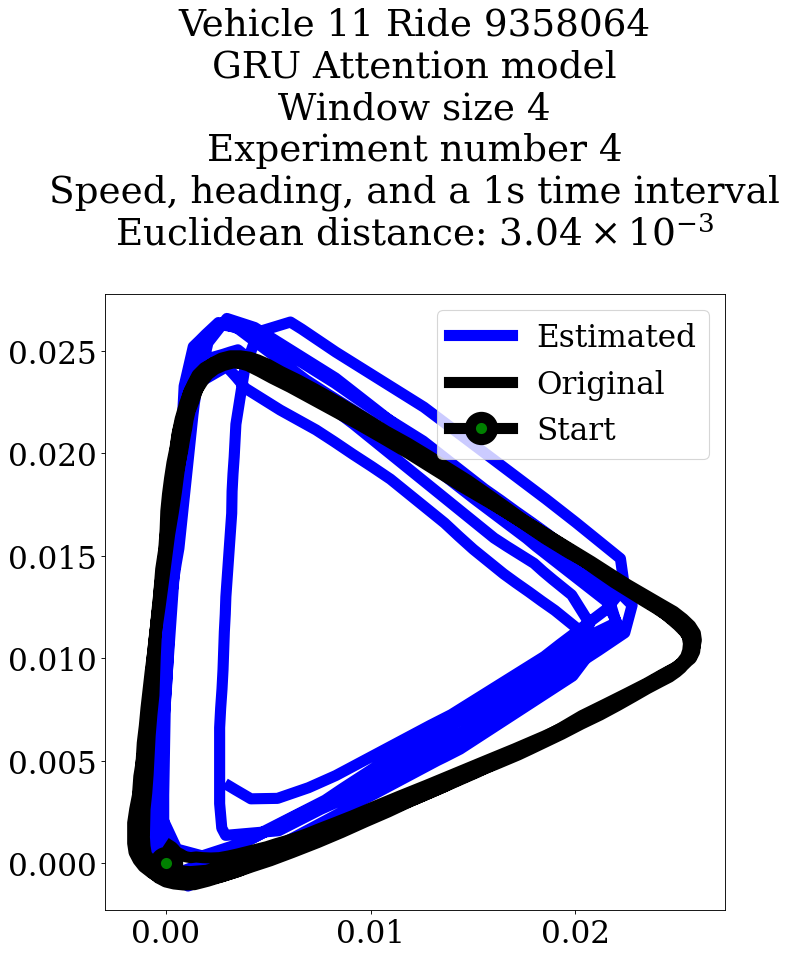 Vehicle 11 Ride 9358064
GRU Attention model
Window size 4
Experiment number 4
Speed, heading, and a 1s time interval
Euclidean distance: 3.04 × 10⁻³
Estimated
Original
Start
0.025
0.020
0.015
0.010
0.005
0.000
0.00 0.01 0.02